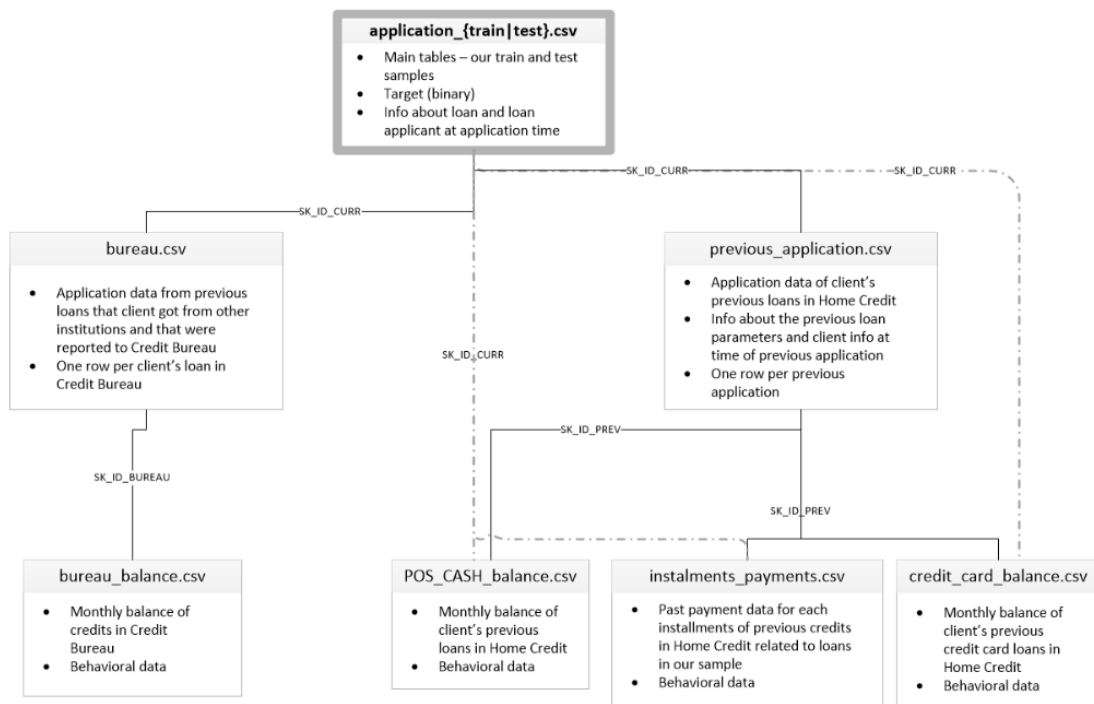 application_{train|test}.csv
• Main tables – our train and test
samples
• Target (binary)
• Info about loan and loan
applicant at application time
SK_ID_CURR
SK_ID_CURR
SK_ID_CURR
bureau.csv
• Application data from previous
loans that client got from other
institutions and that were
reported to Credit Bureau
• One row per client's loan in
Credit Bureau
previous_application.csv
• Application data of client's
previous loans in Home Credit
• Info about the previous loan
parameters and client info at
time of previous application
• One row per previous
application
SK_ID_CURR
SK_ID_PREV
SK_ID_BUREAU
SK_ID_PREV
bureau_balance.csv
• Monthly balance of
credits in Credit
Bureau
• Behavioral data
POS_CASH_balance.csv
• Monthly balance of
client's previous
loans in Home Credit
• Behavioral data
instalments_payments.csv
• Past payment data for each
installments of previous credits
in Home Credit related to loans
in our sample
• Behavioral data
credit_card_balance.csv
• Monthly balance of
client's previous
credit card loans in
Home Credit
• Behavioral data